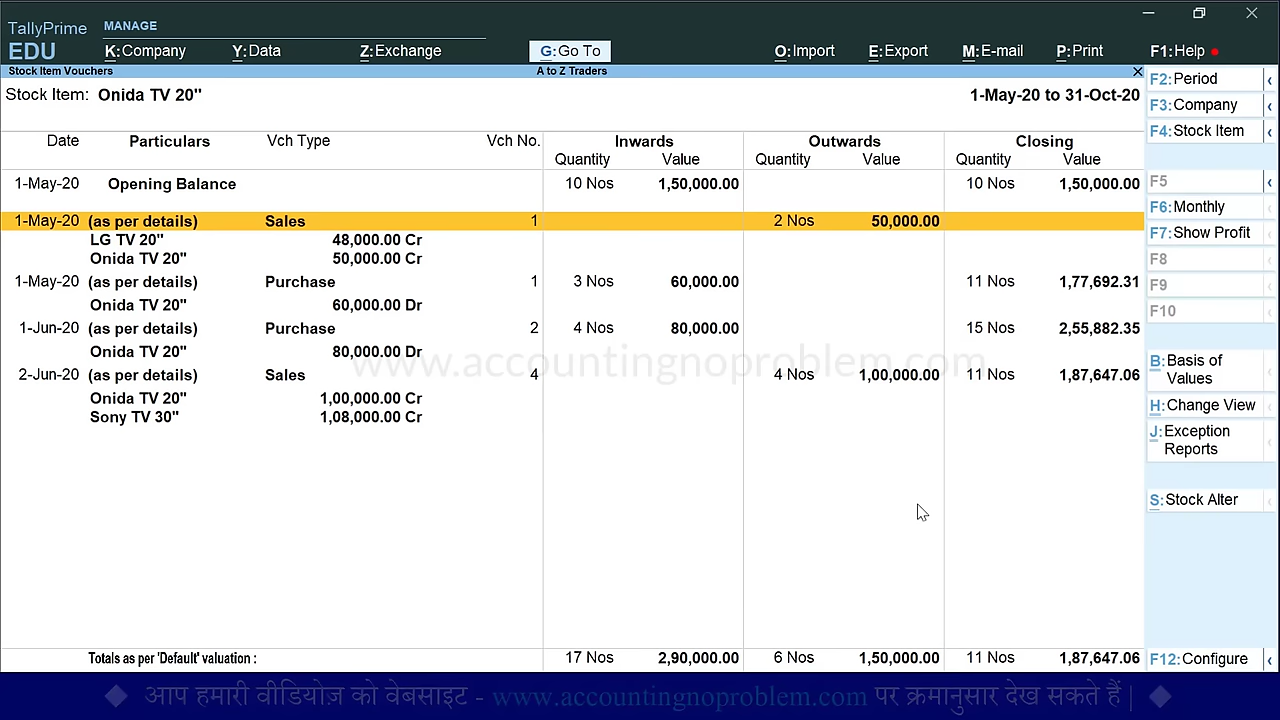 TallyPrime MANAGE
EDU K:Company Y:Data Z:Exchange G:Go To O:Import E:Export M:E-mail P:Print F1:Help
Stock Item Vouchers A to Z Traders
Stock Item: Onida TV 20" 1-May-20 to 31-Oct-20
Date Particulars Vch Type Vch No. Inwards Outwards Closing
Quantity Value Quantity Value Quantity Value
1-May-20 Opening Balance 10 Nos 1,50,000.00 10 Nos 1,50,000.00
1-May-20 (as per details) Sales 1 2 Nos 50,000.00
LG TV 20" 48,000.00 Cr
Onida TV 20" 50,000.00 Cr
1-May-20 (as per details) Purchase 1 3 Nos 60,000.00 11 Nos 1,77,692.31
Onida TV 20" 60,000.00 Dr
1-Jun-20 (as per details) Purchase 2 4 Nos 80,000.00 15 Nos 2,55,882.35
Onida TV 20" 80,000.00 Dr
www.accountingnoproblem.com
2-Jun-20 (as per details) Sales 4 4 Nos 1,00,000.00 11 Nos 1,87,647.06
Onida TV 20" 1,00,000.00 Cr
Sony TV 30" 1,08,000.00 Cr
Totals as per 'Default' valuation : 17 Nos 2,90,000.00 6 Nos 1,50,000.00 11 Nos 1,87,647.06
F2:Period
F3:Company
F4:Stock Item
F5
F6:Monthly
F7:Show Profit
F8
F9
F10
B:Basis of
Values
H:Change View
J:Exception
Reports
S:Stock Alter
F12:Configure
आप हमारी वीडियोज़ को वेबसाइट - www.accountingnoproblem.com पर क्रमानुसार देख सकते हैं |